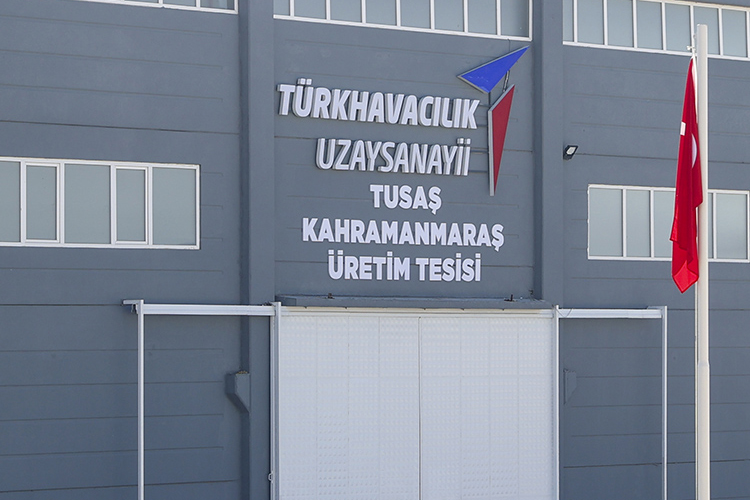 TÜRKHAVACILIK
UZAYSANAYİİ
TUSAŞ
KAHRAMANMARAŞ
ÜRETİM TESİSİ